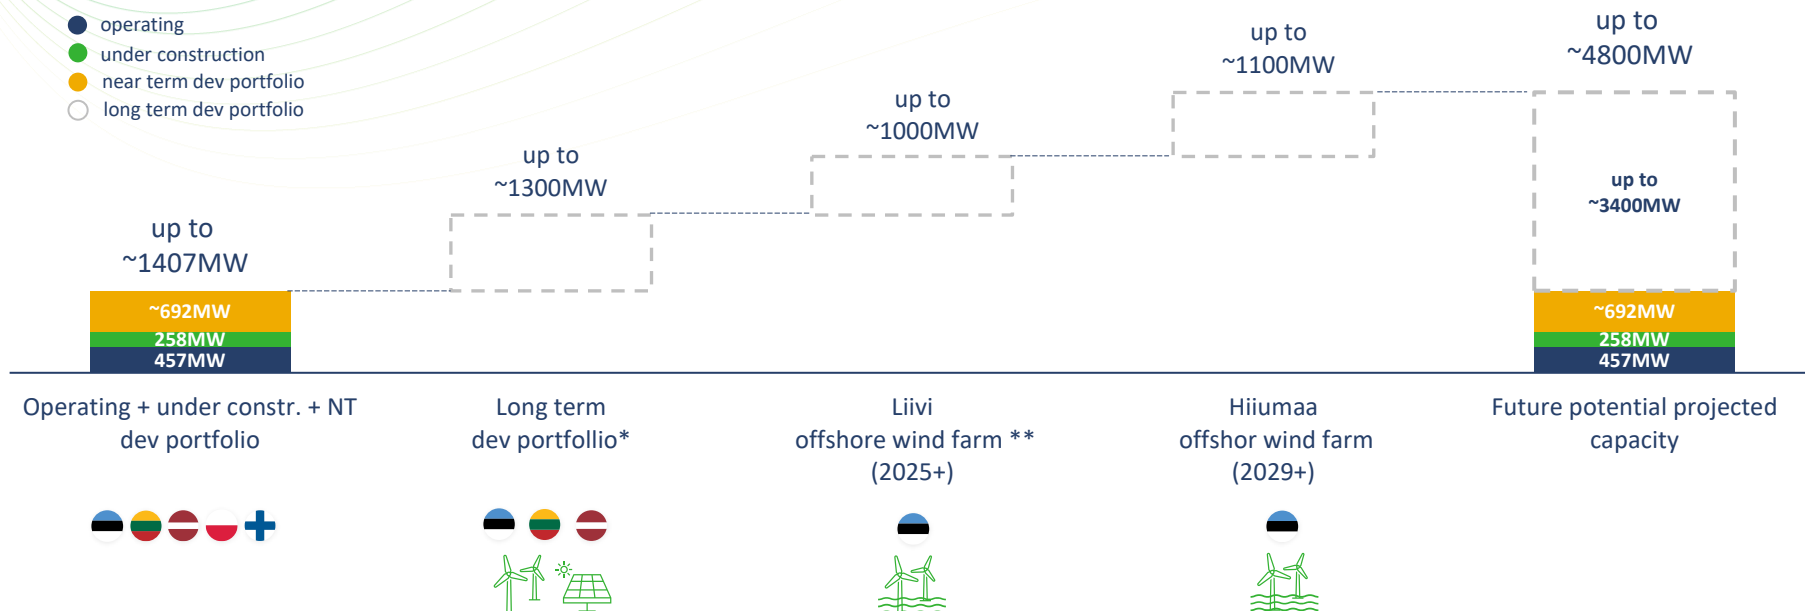 operating
under construction
near term dev portfolio
long term dev portfolio
up to
~1407MW
~692MW
258MW
457MW
Operating + under constr. + NT
dev portfolio
up to
~1300MW
Long term
dev portfollio*
up to
~1000MW
Liivi
offshore wind farm **
(2025+)
up to
~1100MW
Hiiumaa
offshor wind farm
(2029+)
up to
~4800MW
up to
~3400MW
~692MW
258MW
457MW
Future potential projected
capacity